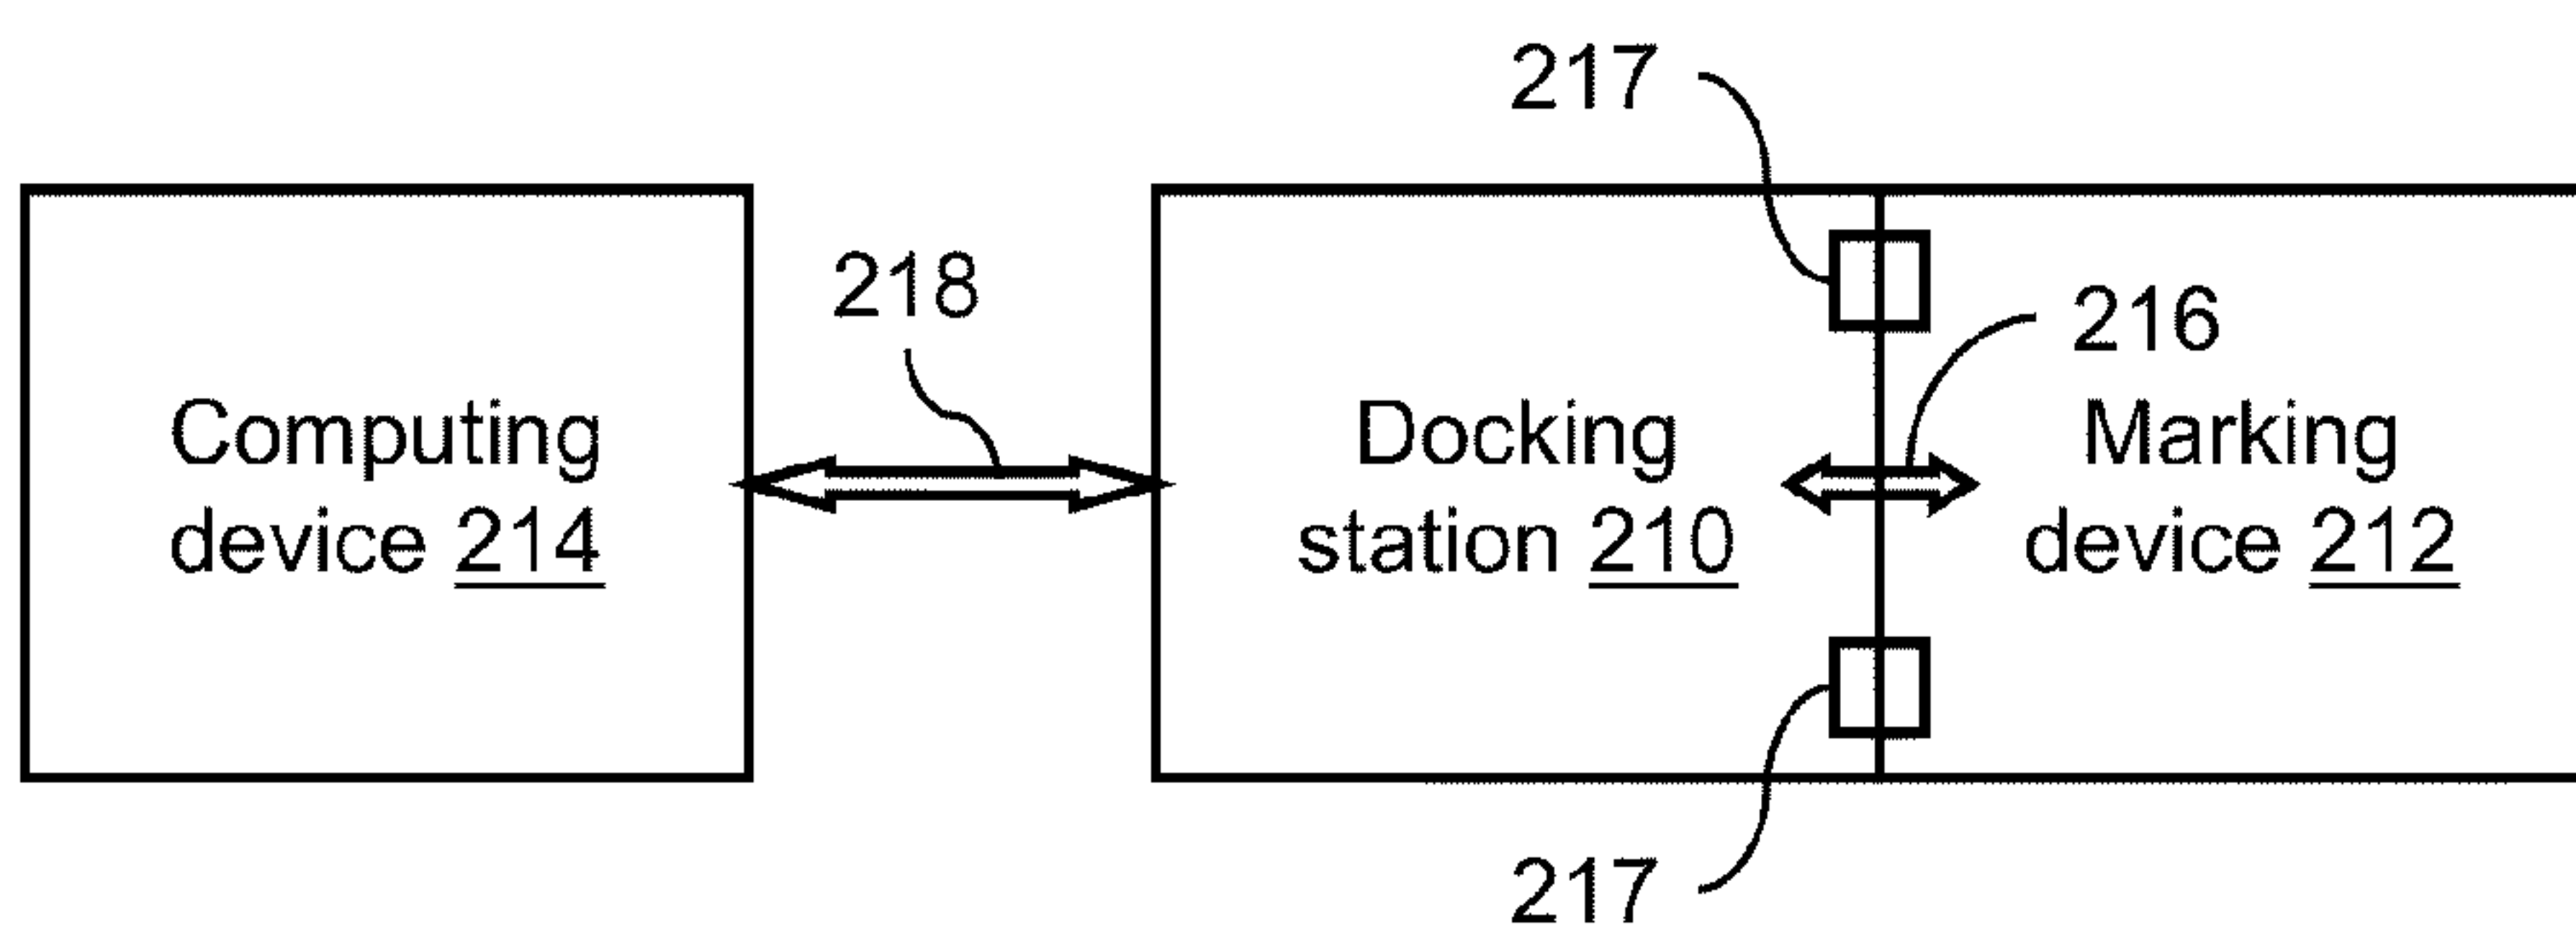 217
218
216
Computing
device 214
Docking
station 210
Marking
device 212
217